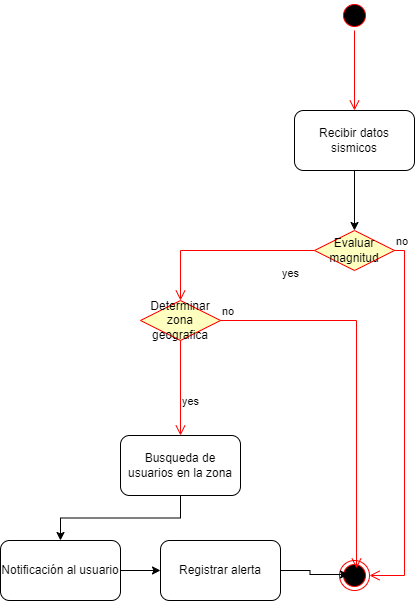 Recibir datos
sismicos
Evaluar
magnitud
no
yes
Determinar
zona
geografica
no
yes
Busqueda de
usuarios en la zona
Notificación al usuario
Registrar alerta